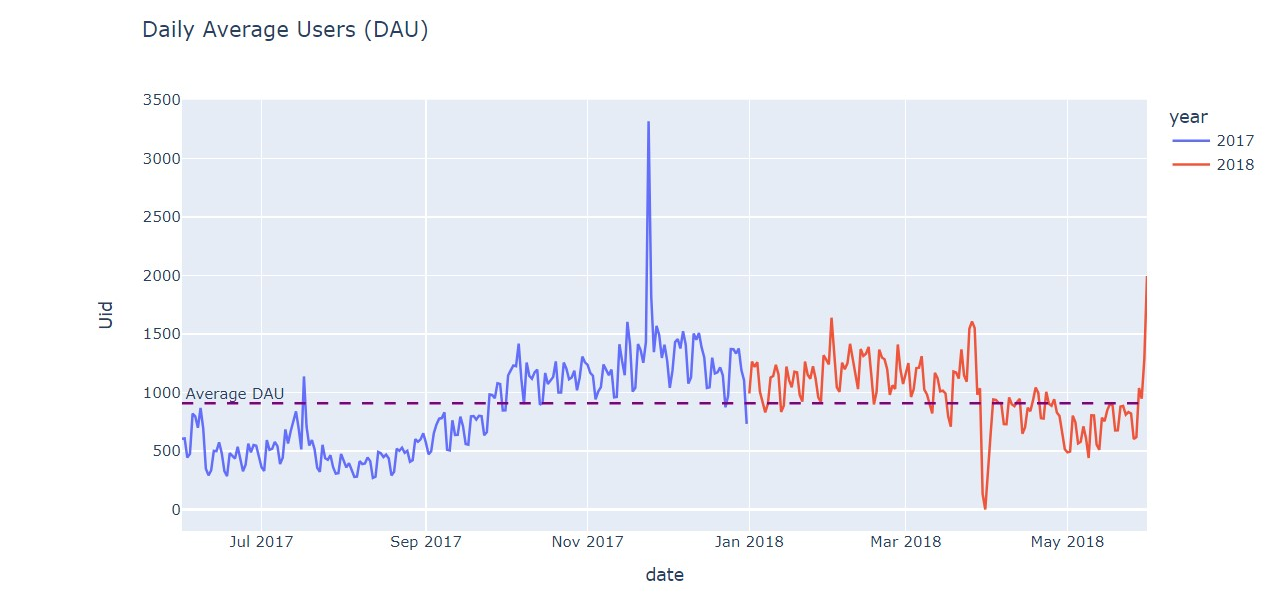 Daily Average Users (DAU)
3500
3000
2500
2000
1500
1000
500
0
Uid
Average DAU
Jul 2017
Sep 2017
Nov 2017
Jan 2018
Mar 2018
May 2018
date
year
2017
2018